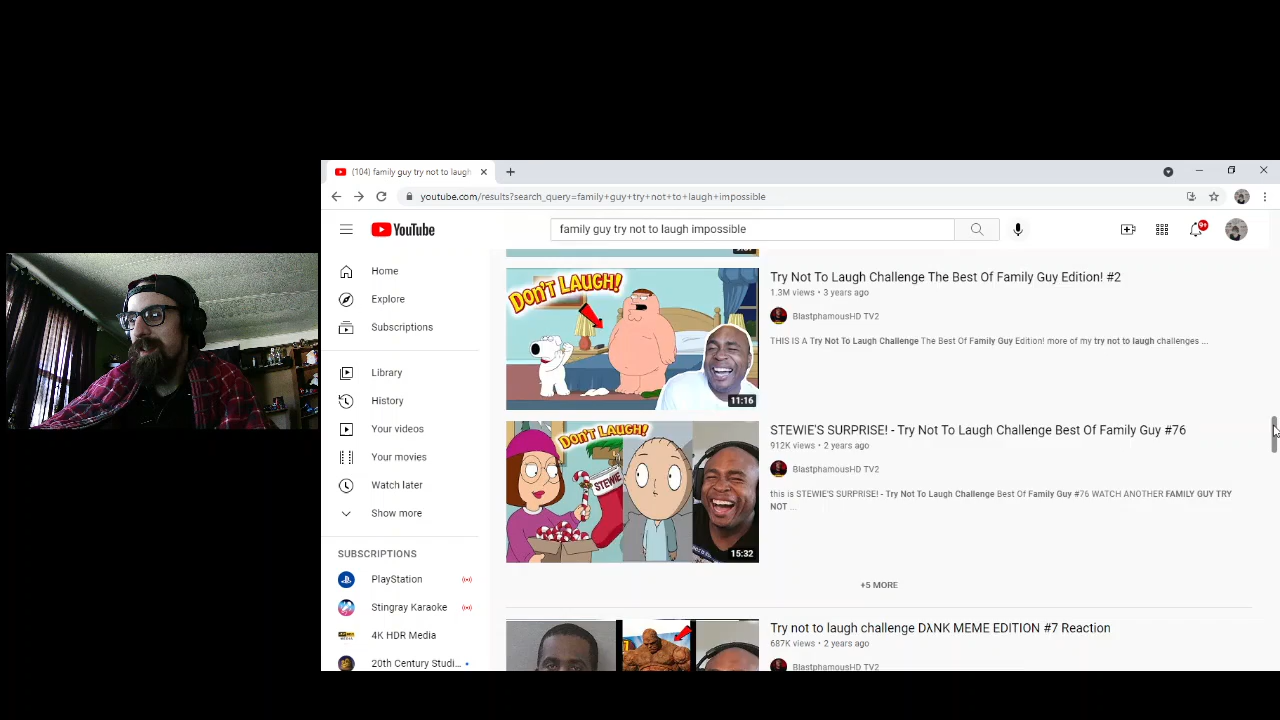 (104) family guy try not to laugh
youtube.com/results?search_query=family+guy+try+not+to+laugh+impossible
YouTube
family guy try not to laugh impossible
9+
Home
Explore
Subscriptions
Library
History
Your videos
Your movies
Watch later
Show more
SUBSCRIPTIONS
PlayStation
Stingray Karaoke
4K HDR Media
20th Century Studi...
DON'T LAUGH!
11:16
Try Not To Laugh Challenge The Best Of Family Guy Edition! #2
1.3M views • 3 years ago
BlastphamousHD TV2
THIS IS A Try Not To Laugh Challenge The Best Of Family Guy Edition! more of my try not to laugh challenges ...
DON'T LAUGH!
STEWIE
15:32
STEWIE'S SURPRISE! - Try Not To Laugh Challenge Best Of Family Guy #76
912K views • 2 years ago
BlastphamousHD TV2
this is STEWIE'S SURPRISE! - Try Not To Laugh Challenge Best Of Family Guy #76 WATCH ANOTHER FAMILY GUY TRY
NOT ...
+5 MORE
Try not to laugh challenge DλNK MEME EDITION #7 Reaction
687K views • 2 years ago
BlastphamousHD TV2